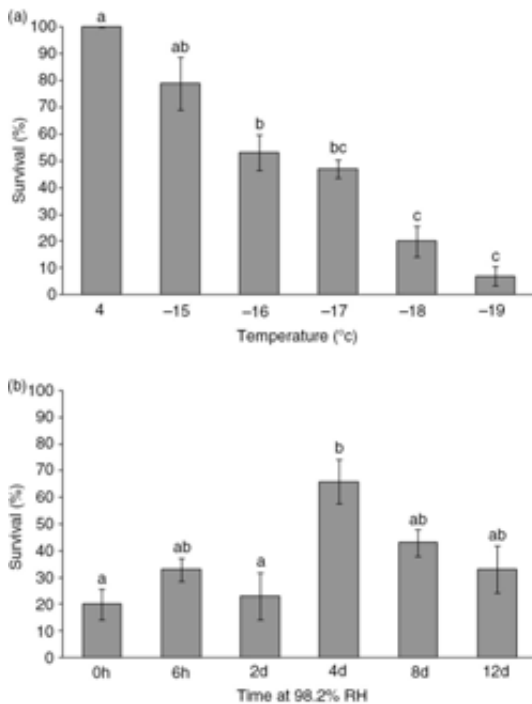 (a)
Survival (%)
100
90
80
70
60
50
40
30
20
10
0
a
ab
b
bc
c
c
4
–15
–16
–17
–18
–19
Temperature (°c)
(b)
Survival (%)
100
90
80
70
60
50
40
30
20
10
0
a
ab
a
b
ab
ab
0h
6h
2d
4d
8d
12d
Time at 98.2% RH